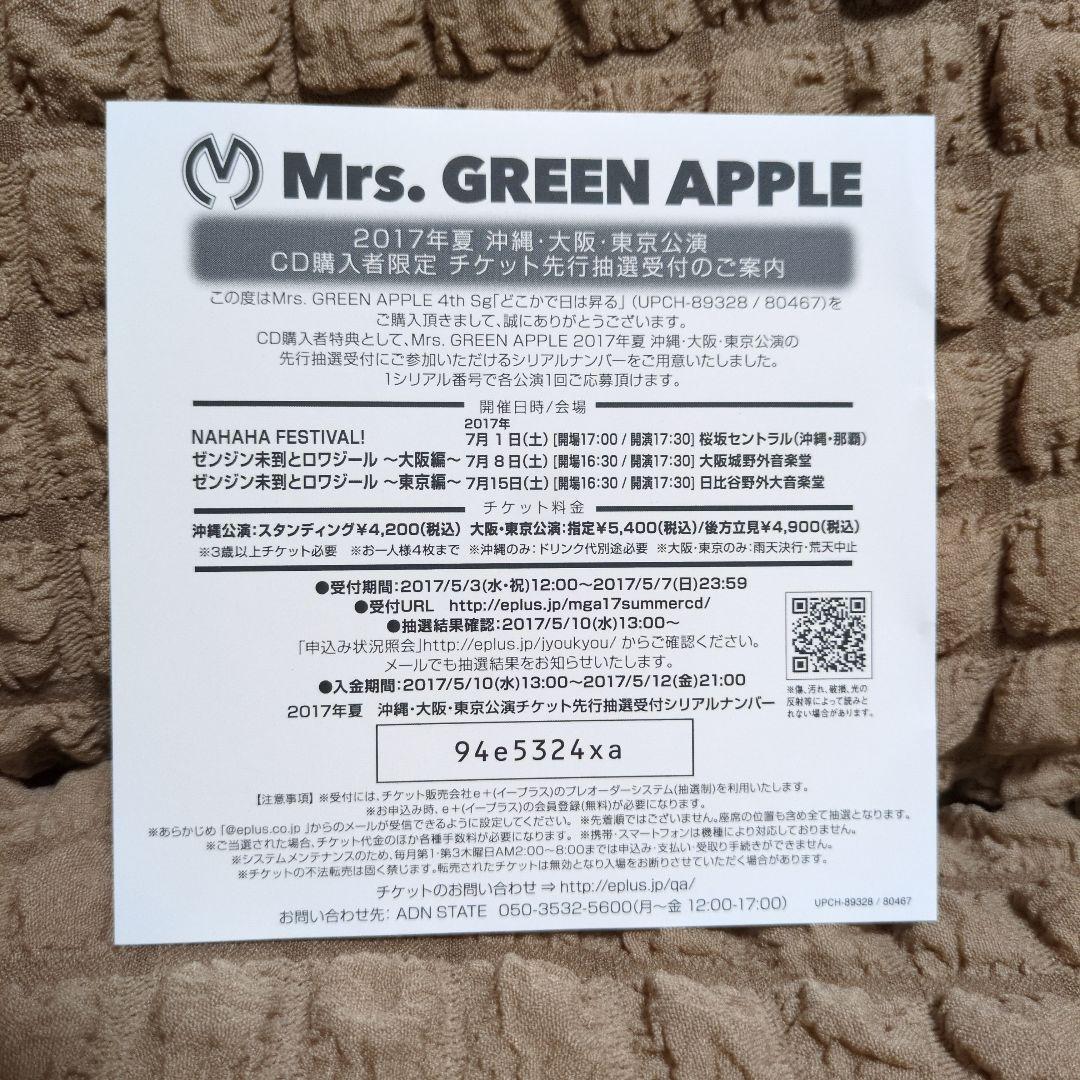 Mrs. GREEN APPLE
2017年夏 沖縄・大阪・東京公演
CD購入者限定 チケット先行抽選受付のご案内
この度はMrs. GREEN APPLE 4th Sg「どこかで日は昇る」(UPCH-89328 / 80467)を
ご購入頂きまして、誠にありがとうございます。
CD購入者特典として、Mrs. GREEN APPLE 2017年夏 沖縄・大阪・東京公演の
先行抽選受付にご参加いただけるシリアルナンバーをご用意いたしました。
1シリアル番号で各公演1回ご応募頂けます。
開催日時/会場
2017年
NAHAHA FESTIVAL! 7月1日(土) [開場17:00 / 開演17:30] 桜坂セントラル(沖縄・那覇)
ゼンジン未到とロワジール ～大阪編～ 7月8日(土) [開場16:30 / 開演17:30] 大阪城野外音楽堂
ゼンジン未到とロワジール ～東京編～ 7月15日(土) [開場16:30 / 開演17:30] 日比谷野外大音楽堂
チケット料金
沖縄公演:スタンディング¥4,200(税込) 大阪・東京公演:指定¥5,400(税込)/後方立見¥4,900(税込)
※3歳以上チケット必要 ※お一人様4枚まで ※沖縄のみ:ドリンク代別途必要 ※大阪・東京のみ:雨天決行・荒天中止
●受付期間:2017/5/3(水・祝)12:00～2017/5/7(日)23:59
●受付URL http://eplus.jp/mga17summercd/
●抽選結果確認:2017/5/10(水)13:00～
「申込み状況照会」http://eplus.jp/jyoukyou/ からご確認ください。
メールでも抽選結果をお知らせいたします。
●入金期間:2017/5/10(水)13:00～2017/5/12(金)21:00
※傷、汚れ、破損、光の
反射等によって読みと
れない場合があります。
2017年夏 沖縄・大阪・東京公演チケット先行抽選受付シリアルナンバー
94e5324xa
【注意事項】※受付には、チケット販売会社e+(イープラス)のプレオーダーシステム(抽選制)を利用いたします。
※お申込み時、e+(イープラス)の会員登録(無料)が必要になります。
※あらかじめ「@eplus.co.jp」からのメールが受信できるように設定してください。 ※先着順ではございません。座席の位置も含め全て抽選となります。
※ご当選された場合、チケット代金のほか各種手数料が必要になります。 ※携帯・スマートフォンは機種により対応しておりません。
※システムメンテナンスのため、毎月第1・第3木曜日AM2:00～8:00までは申込み・支払い・受取り手続きができません。
※チケットの不法転売は固く禁じます。転売されたチケットは無効となり入場をお断りさせていただく場合があります。
チケットのお問い合わせ ⇒ http://eplus.jp/qa/
お問い合わせ先: ADN STATE 050-3532-5600(月～金 12:00-17:00)
UPCH-89328 / 80467